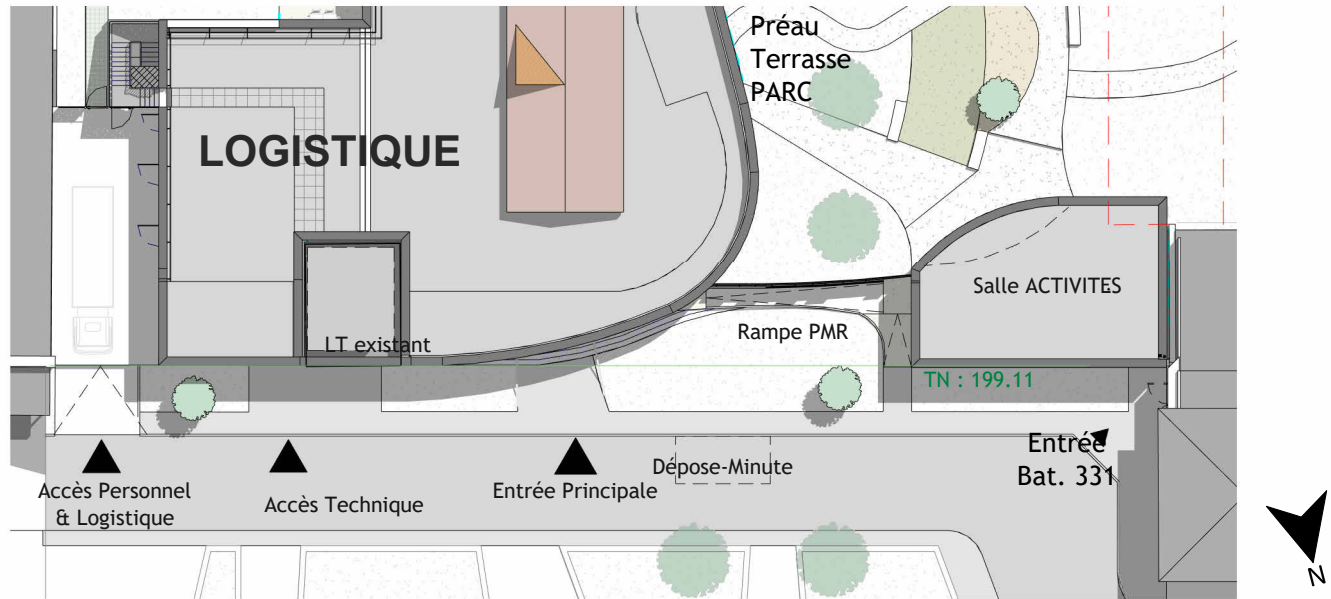 Préau
Terrasse
PARC
LOGISTIQUE
Salle ACTIVITES
LT existant
Rampe PMR
TN : 199.11
Entrée
Bat. 331
Dépose-Minute
Entrée Principale
Accès Technique
Accès Personnel
& Logistique
N